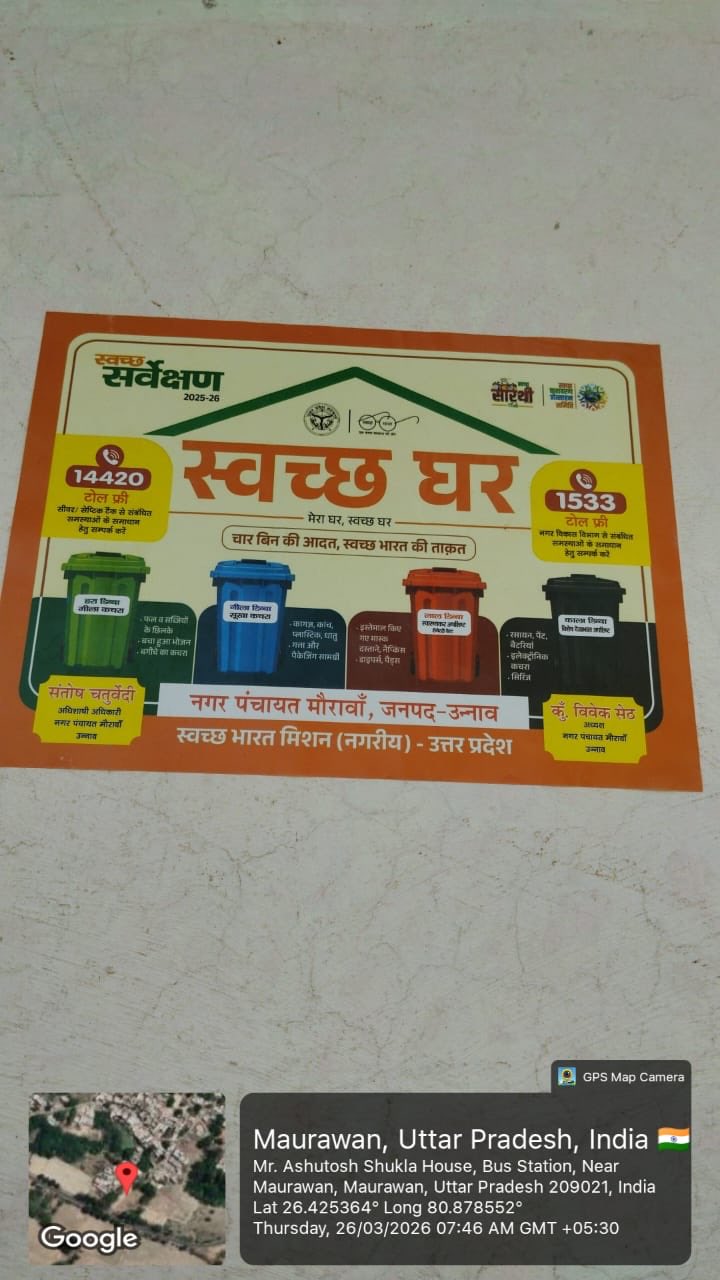 स्वच्छ
सर्वेक्षण
2025-26
सारथी
स्वच्छ घर
मेरा घर, स्वच्छ घर
चार बिन की आदत, स्वच्छ भारत की ताक़त
14420
टोल फ्री
सीवर/ सेप्टिक टैंक से संबंधित
समस्याओं के समाधान
हेतु सम्पर्क करें
1533
टोल फ्री
नगर विकास विभाग से संबंधित
समस्याओं के समाधान
हेतु सम्पर्क करें
हरा डिब्बा
गीला कचरा
• फल व सब्जियों
के छिलके
• बचा हुआ भोजन
• बगीचे का कचरा
नीला डिब्बा
सूखा कचरा
• कागज़, कांच,
प्लास्टिक, धातु
• गत्ता और
पैकेजिंग सामग्री
लाल डिब्बा
• इस्तेमाल किए
गए मास्क
दस्ताने, नैप्किंस
• डाइपर्स, पैड्स
काला डिब्बा
• रसायन, पेंट,
बैटरियां
• इलेक्ट्रॉनिक
कचरा
• सिरिंज
संतोष चतुर्वेदी
अधिशाषी अधिकारी
नगर पंचायत मौरावाँ
उन्नाव
नगर पंचायत मौरावाँ, जनपद-उन्नाव
स्वच्छ भारत मिशन (नगरीय) - उत्तर प्रदेश
कुँ. विवेक सेठ
अध्यक्ष
नगर पंचायत मौरावाँ
उन्नाव
GPS Map Camera
Maurawan, Uttar Pradesh, India
Mr. Ashutosh Shukla House, Bus Station, Near
Maurawan, Maurawan, Uttar Pradesh 209021, India
Lat 26.425364° Long 80.878552°
Thursday, 26/03/2026 07:46 AM GMT +05:30
Google